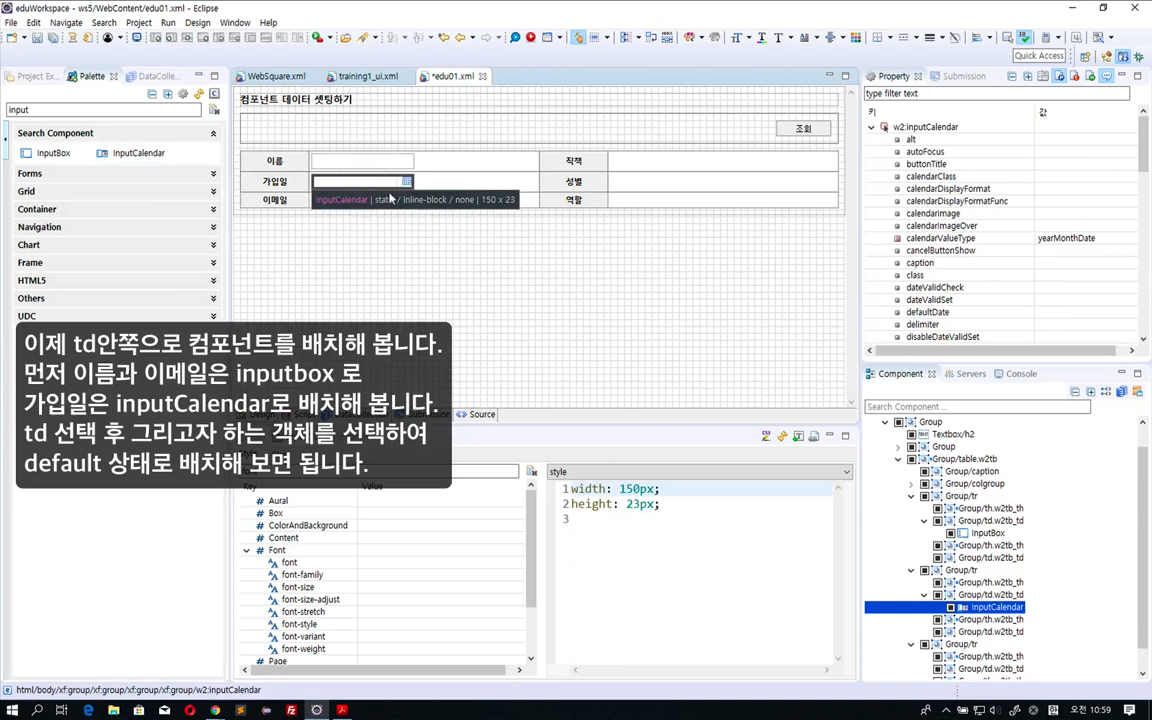 eduWorkspace - ws5/WebContent/edu01.xml - Eclipse
File Edit Navigate Search Project Run Design Window Help
Quick Access
Project Ex... Palette DataColle...
WebSquare.xml training1_ui.xml *edu01.xml
Property Submission
input
Search Component
InputBox InputCalendar
Forms
Grid
Container
Navigation
Chart
Frame
HTML5
Others
UDC
컴포넌트 데이터 셋팅하기
조회
이름 직책
가입일 성별
이메일 역할
InputCalendar | static / inline-block / none | 150 x 23
이제 td안쪽으로 컴포넌트를 배치해 봅니다.
먼저 이름과 이메일은 inputbox 로
가입일은 inputCalendar로 배치해 봅니다.
td 선택 후 그리고자 하는 객체를 선택하여
default 상태로 배치해 보면 됩니다.
Source
type filter text
키 값
w2:inputCalendar
alt
autoFocus
buttonTitle
calendarClass
calendarDisplayFormat
calendarDisplayFormatFunc
calendarImage
calendarImageOver
calendarValueType yearMonthDate
cancelButtonShow
caption
class
dateValidCheck
dateValidSet
defaultDate
delimiter
disableDateValidSet
Component Servers Console
Search Component
Group
Textbox/h2
Group
Group/table.w2tb
Group/caption
Group/colgroup
Group/tr
Group/th.w2tb_th
Group/td.w2tb_td
InputBox
Group/th.w2tb_th
Group/td.w2tb_td
Group/tr
Group/th.w2tb_th
Group/td.w2tb_td
InputCalendar
Group/th.w2tb_th
Group/td.w2tb_td
Group/tr
Group/th.w2tb_th
Group/td.w2tb_td
Key Value
Aural
Box
ColorAndBackground
Content
Font
font
font-family
font-size
font-size-adjust
font-stretch
font-style
font-variant
font-weight
Page
style
1 width: 150px;
2 height: 23px;
3
html/body/xf:group/xf:group/xf:group/xf:group/w2:inputCalendar
오전 10:59